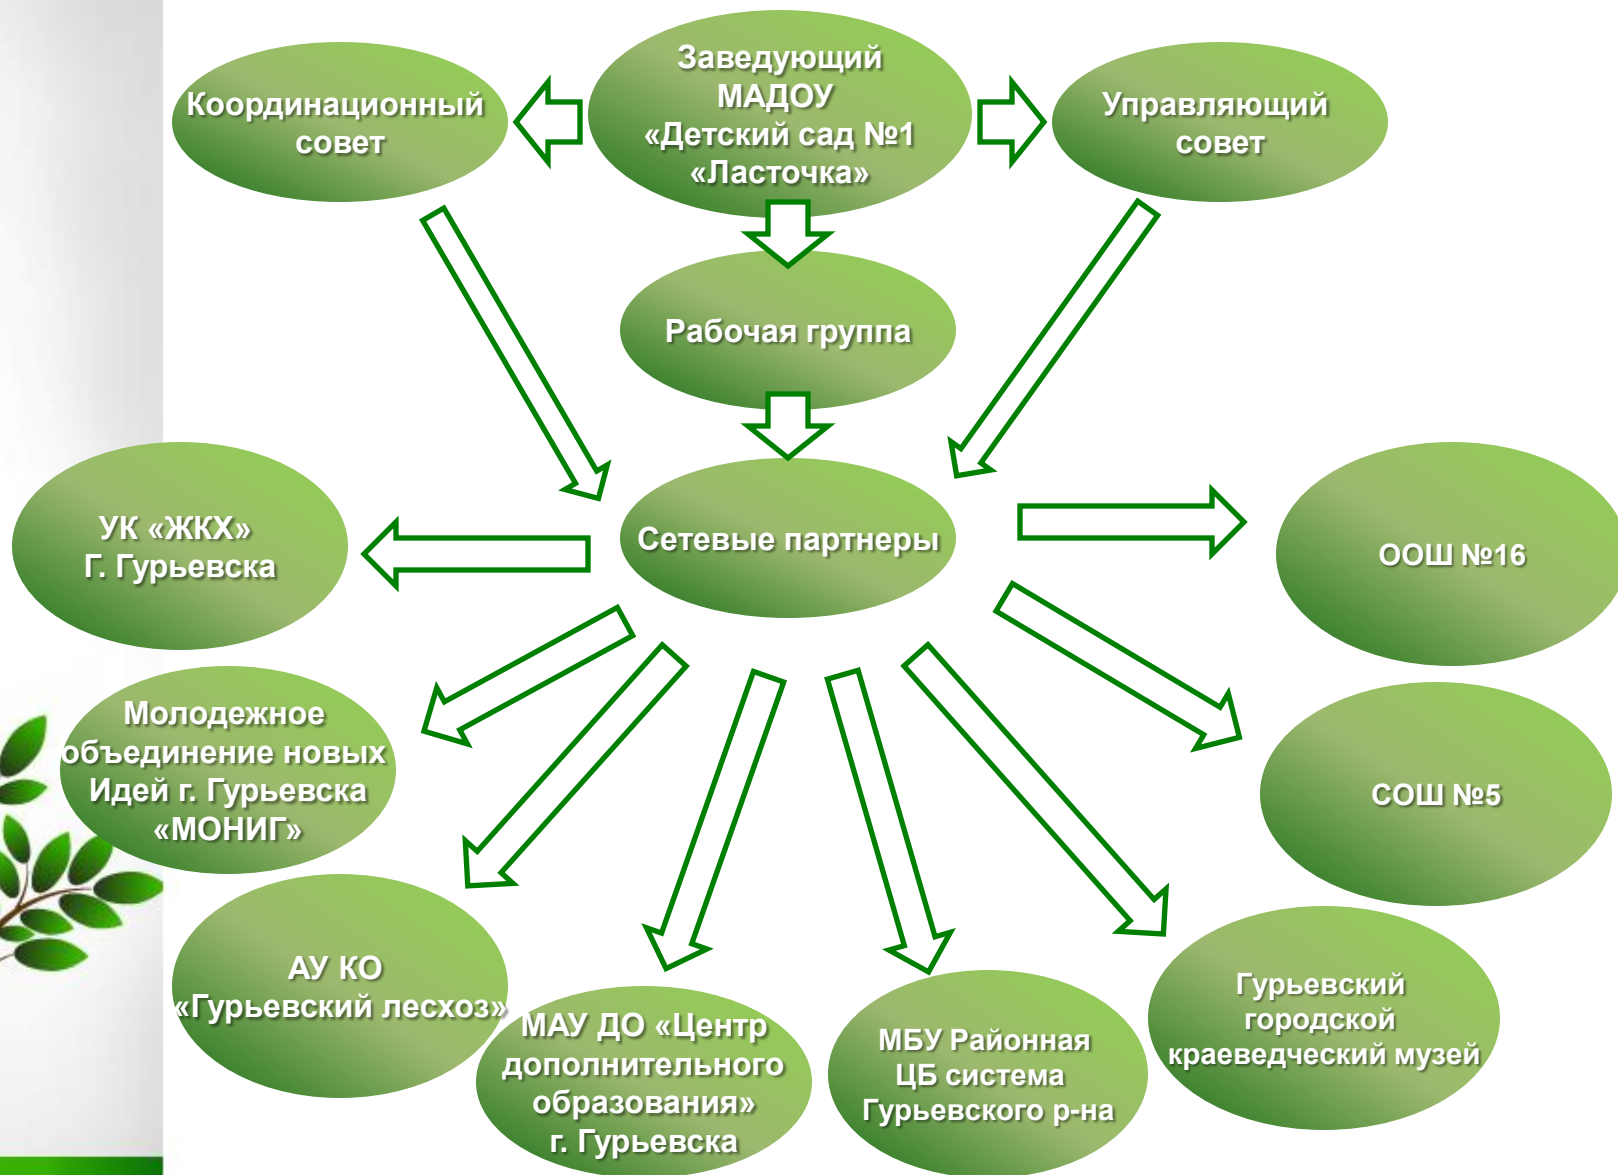 Координационный
совет
Заведующий
МАДОУ
«Детский сад №1
«Ласточка»
Управляющий
совет
Рабочая группа
Сетевые партнеры
УК «ЖКХ»
Г. Гурьевска
ООШ №16
Молодежное
объединение новых
Идей г. Гурьевска
«МОНИГ»
СОШ №5
АУ КО
«Гурьевский лесхоз»
МАУ ДО «Центр
дополнительного
образования»
г. Гурьевска
МБУ Районная
ЦБ система
Гурьевского р-на
Гурьевский
городской
краеведческий музей